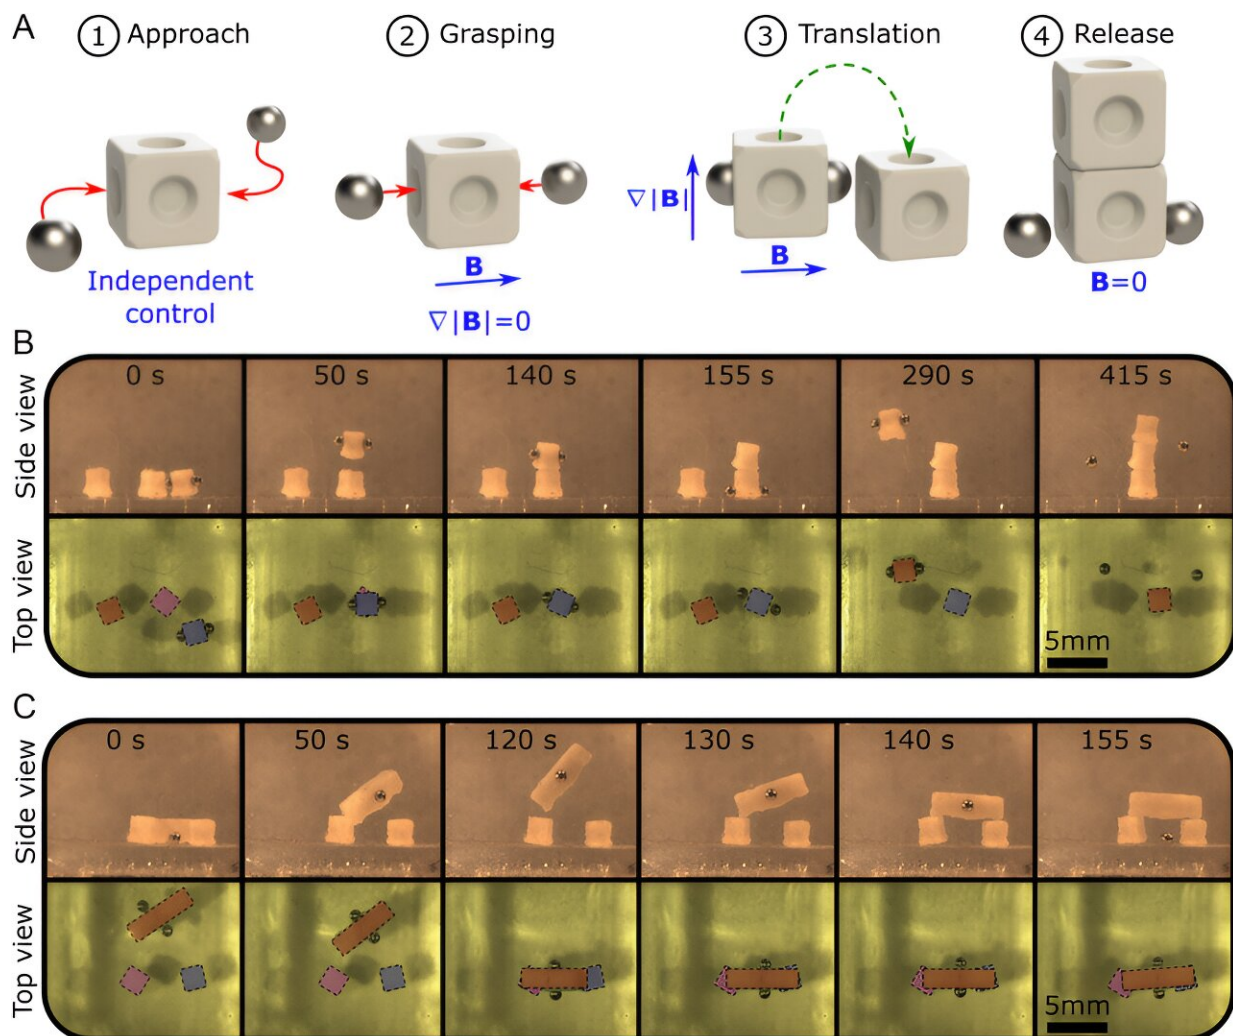 A
1 Approach
2 Grasping
3 Translation
4 Release
Independent
control
B
∇|B|=0
∇|B|
B
B=0
B
Side view
0 s
50 s
140 s
155 s
290 s
415 s
Top view
5mm
C
Side view
0 s
50 s
120 s
130 s
140 s
155 s
Top view
5mm